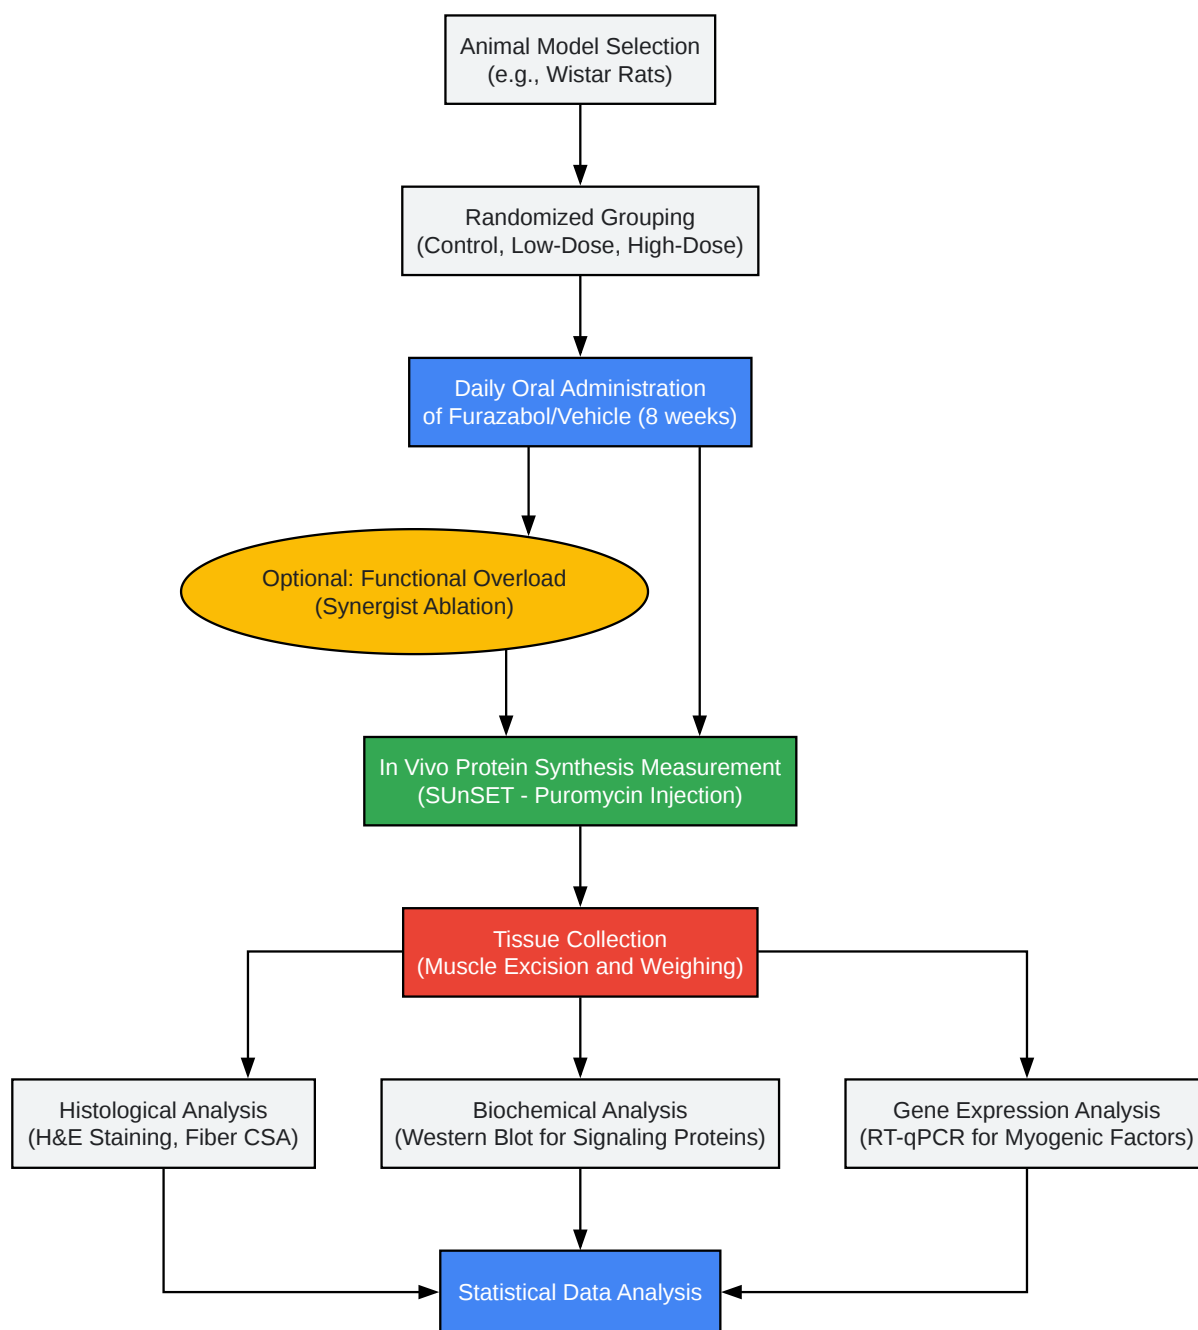 Animal Model Selection
(e.g., Wistar Rats)
Randomized Grouping
(Control, Low-Dose, High-Dose)
Daily Oral Administration
of Furazabol/Vehicle (8 weeks)
Optional: Functional Overload
(Synergist Ablation)
In Vivo Protein Synthesis Measurement
(SUnSET - Puromycin Injection)
Tissue Collection
(Muscle Excision and Weighing)
Histological Analysis
(H&E Staining, Fiber CSA)
Biochemical Analysis
(Western Blot for Signaling Proteins)
Gene Expression Analysis
(RT-qPCR for Myogenic Factors)
Statistical Data Analysis